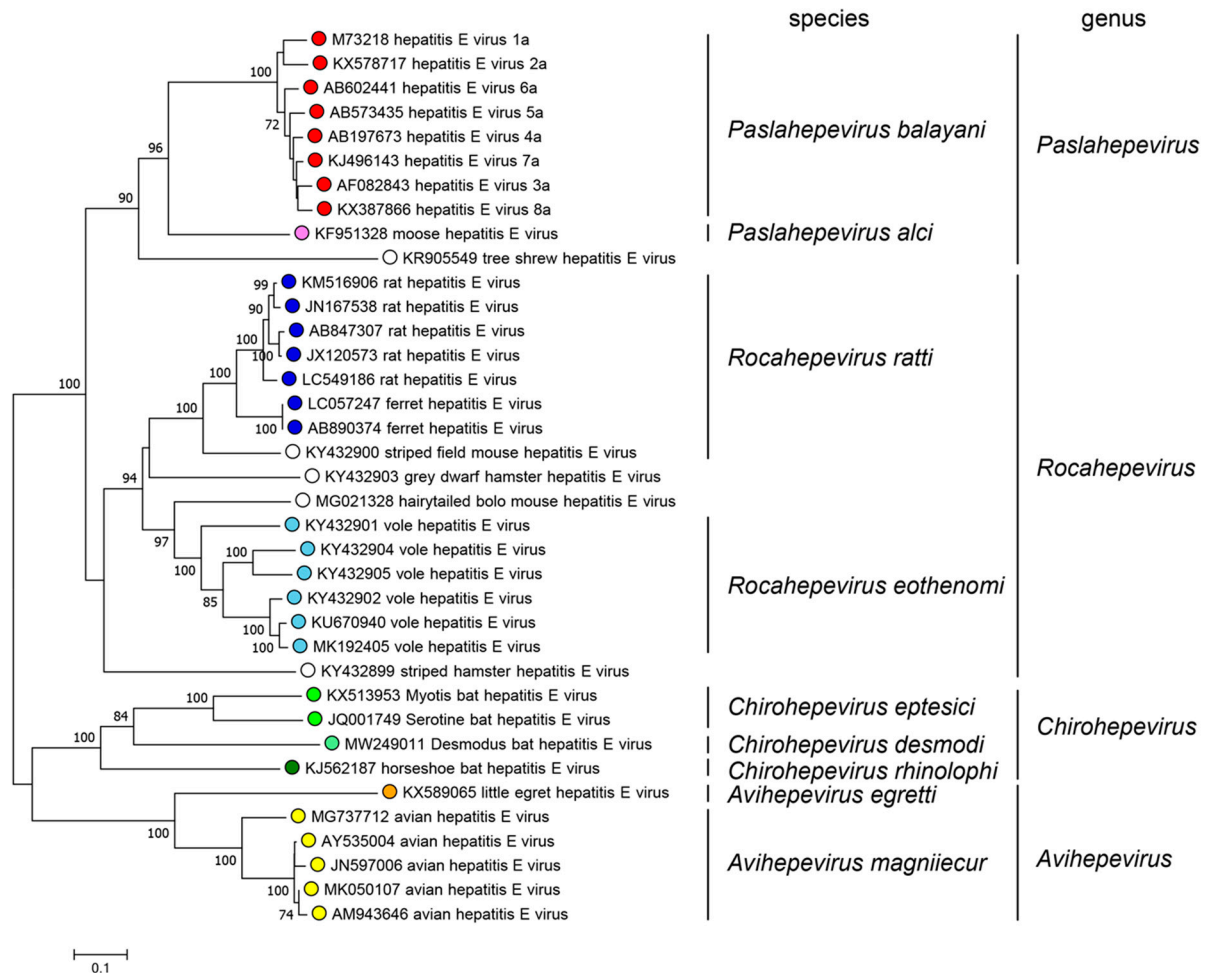 species genus
100
M73218 hepatitis E virus 1a
KX578717 hepatitis E virus 2a
AB602441 hepatitis E virus 6a
72
AB573435 hepatitis E virus 5a
AB197673 hepatitis E virus 4a
Paslahepevirus balayani
Paslahepevirus
96
KJ496143 hepatitis E virus 7a
AF082843 hepatitis E virus 3a
90
KX387866 hepatitis E virus 8a
KF951328 moose hepatitis E virus
Paslahepevirus alci
KR905549 tree shrew hepatitis E virus
99
KM516906 rat hepatitis E virus
90
JN167538 rat hepatitis E virus
100
AB847307 rat hepatitis E virus
100
JX120573 rat hepatitis E virus
Rocahepevirus ratti
100
100
LC549186 rat hepatitis E virus
LC057247 ferret hepatitis E virus
100
100
AB890374 ferret hepatitis E virus
KY432900 striped field mouse hepatitis E virus
94
KY432903 grey dwarf hamster hepatitis E virus
Rocahepevirus
MG021328 hairytailed bolo mouse hepatitis E virus
97
KY432901 vole hepatitis E virus
100
100
KY432904 vole hepatitis E virus
KY432905 vole hepatitis E virus
Rocahepevirus eothenomi
85
KY432902 vole hepatitis E virus
100
KU670940 vole hepatitis E virus
100
MK192405 vole hepatitis E virus
KY432899 striped hamster hepatitis E virus
100
KX513953 Myotis bat hepatitis E virus
84
JQ001749 Serotine bat hepatitis E virus
Chirohepevirus eptesici
Chirohepevirus
100
MW249011 Desmodus bat hepatitis E virus
Chirohepevirus desmodi
KJ562187 horseshoe bat hepatitis E virus
Chirohepevirus rhinolophi
KX589065 little egret hepatitis E virus
Avihepevirus egretti
100
MG737712 avian hepatitis E virus
100
AY535004 avian hepatitis E virus
JN597006 avian hepatitis E virus
Avihepevirus magniiecur
Avihepevirus
100
MK050107 avian hepatitis E virus
74
AM943646 avian hepatitis E virus
0.1